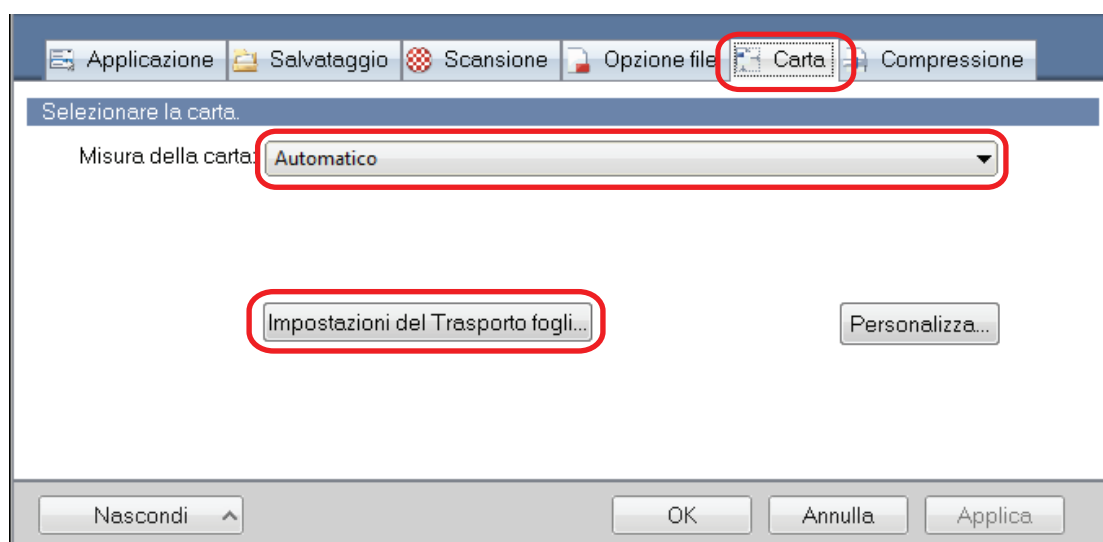 Applicazione Salvataggio Scansione Opzione file Carta Compressione
Selezionare la carta.
Misura della carta: Automatico
Impostazioni del Trasporto fogli... Personalizza...
Nascondi OK Annulla Applica